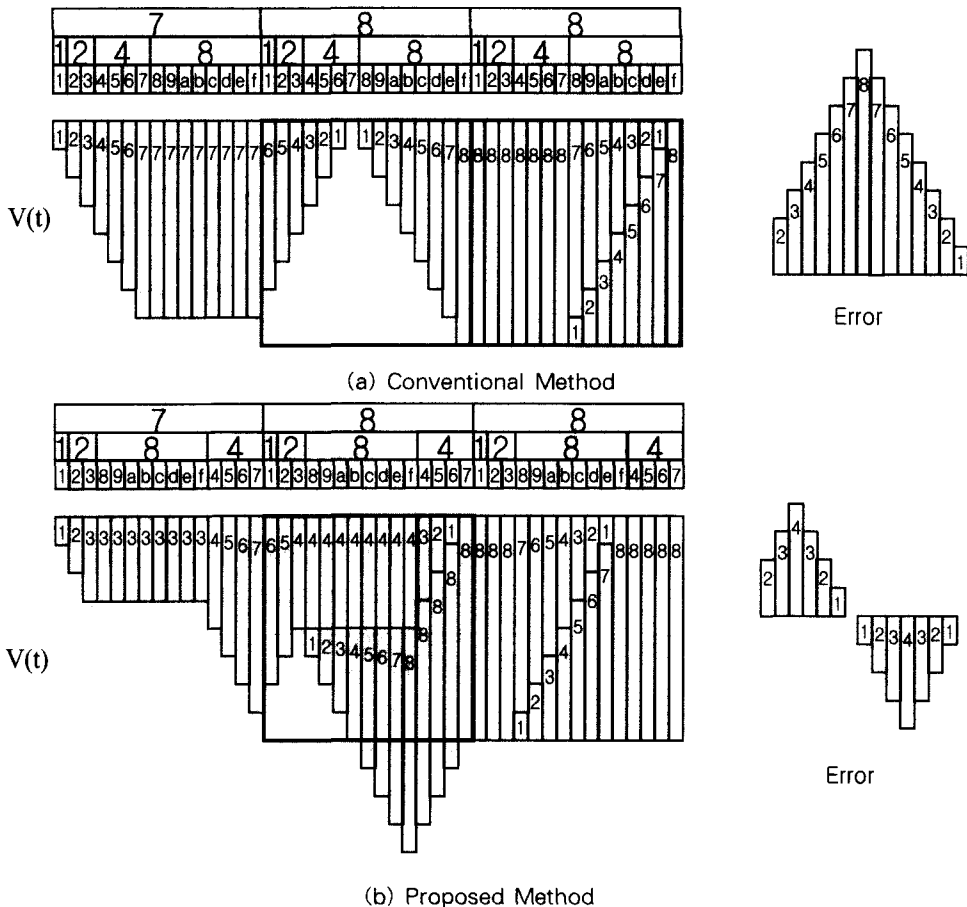 7 8 8
1 2 4 8 1 2 4 8 1 2 4 8
1 2 3 4 5 6 7 8 9 a b c d e f 1 2 3 4 5 6 7 8 9 a b c d e f 1 2 3 4 5 6 7 8 9 a b c d e f
1 2 3 4 5 6 7 7 7 7 7 7 7 7 7 6 5 4 3 2 1 1 2 3 4 5 6 7 8 8 8 8 8 8 8 8 7 6 5 4 3 2 1 8
1 2 3 4 5 6 7
V(t)
2 3 4 5 6 7 8 7 6 5 4 3 2 1
Error
(a) Conventional Method
7 8 8
1 2 8 4 1 2 8 4 1 2 8 4
1 2 3 8 9 a b c d e f 4 5 6 7 1 2 3 8 9 a b c d e f 4 5 6 7 1 2 3 8 9 a b c d e f 4 5 6 7
1 2 3 3 3 3 3 3 3 3 3 4 5 6 7 6 5 4 4 4 4 4 4 4 4 4 3 2 1 8 8 8 8 7 6 5 4 3 2 1 8 8 8 8 8
1 2 3 4 5 6 7 8 8 8 8 1 2 3 4 5 6 7
V(t)
2 3 4 3 2 1
1 2 3 4 3 2 1
Error
(b) Proposed Method